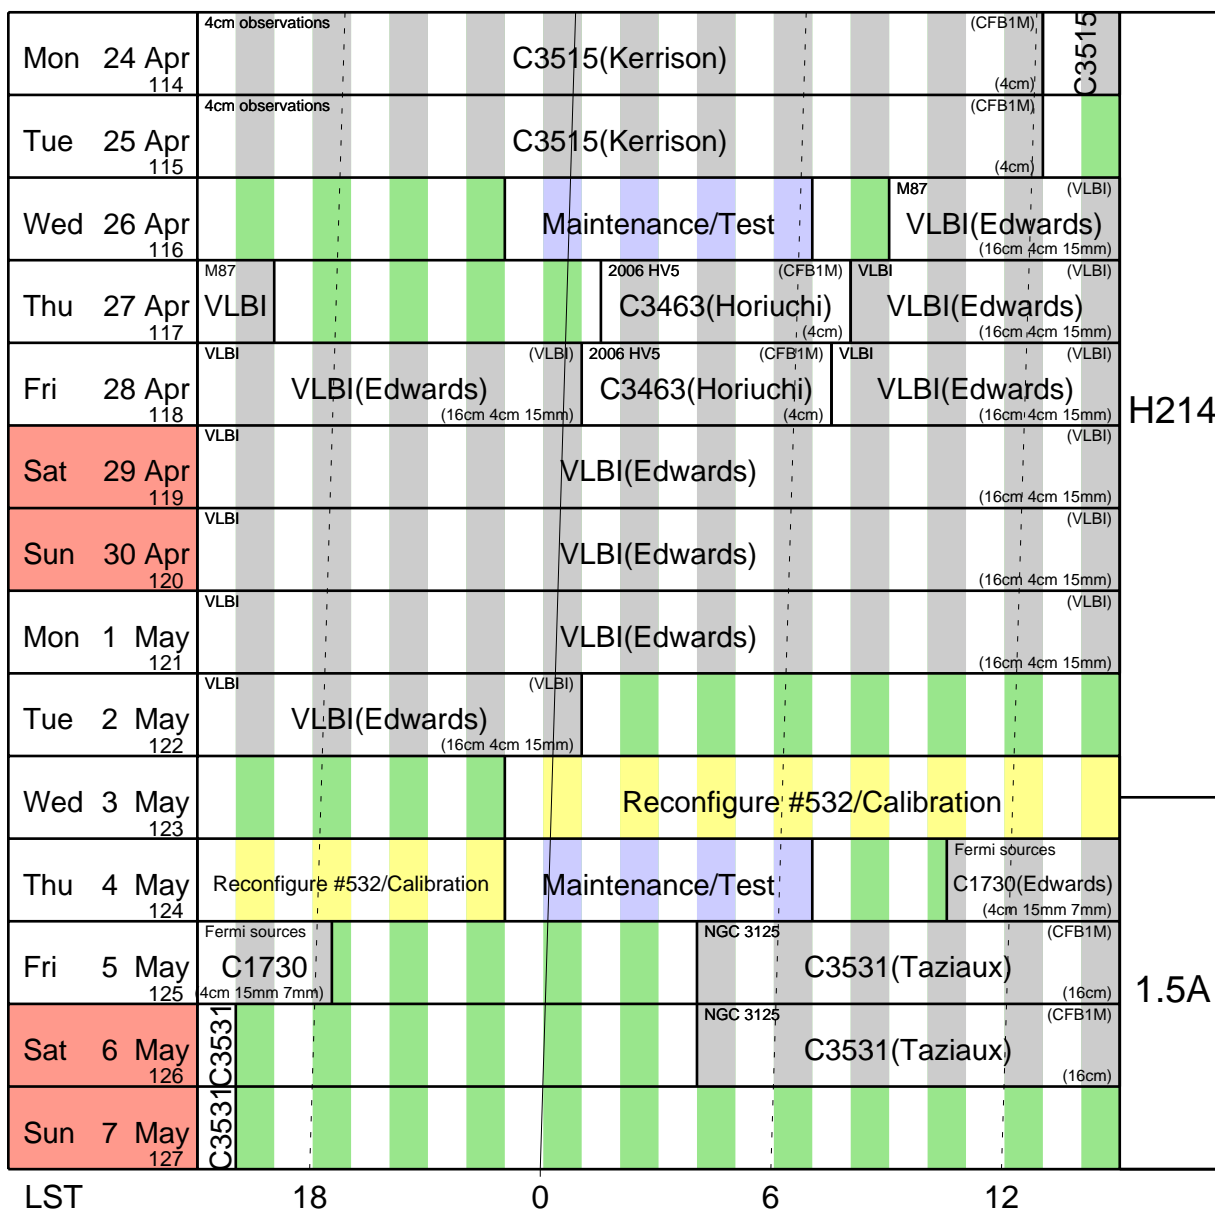 4cm observations (CFB1M)
Mon 24 Apr C3515(Kerrison) C3515
114 (4cm)
4cm observations (CFB1M)
Tue 25 Apr C3515(Kerrison)
115 (4cm)
M87 (VLBI)
Wed 26 Apr Maintenance/Test VLBI(Edwards)
116 (16cm 4cm 15mm)
M87 2006 HV5 (CFB1M) VLBI (VLBI)
Thu 27 Apr VLBI C3463(Horiuchi) VLBI(Edwards)
117 (4cm) (16cm 4cm 15mm)
VLBI (VLBI) 2006 HV5 (CFB1M) VLBI (VLBI)
Fri 28 Apr VLBI(Edwards) C3463(Horiuchi) VLBI(Edwards)
118 (16cm 4cm 15mm) (4cm) (16cm 4cm 15mm)
H214
VLBI (VLBI)
Sat 29 Apr VLBI(Edwards)
119 (16cm 4cm 15mm)
VLBI (VLBI)
Sun 30 Apr VLBI(Edwards)
120 (16cm 4cm 15mm)
VLBI (VLBI)
Mon 1 May VLBI(Edwards)
121 (16cm 4cm 15mm)
VLBI (VLBI)
Tue 2 May VLBI(Edwards)
122 (16cm 4cm 15mm)
Wed 3 May Reconfigure #532/Calibration
123
Fermi sources
Thu 4 May Reconfigure #532/Calibration Maintenance/Test C1730(Edwards)
124 (4cm 15mm 7mm)
Fermi sources NGC 3125 (CFB1M)
Fri 5 May C1730 C3531(Taziaux)
125 (4cm 15mm 7mm) (16cm)
1.5A
NGC 3125 (CFB1M)
Sat 6 May C3531 C3531(Taziaux)
126 (16cm)
Sun 7 May C3531
127
LST 18 0 6 12